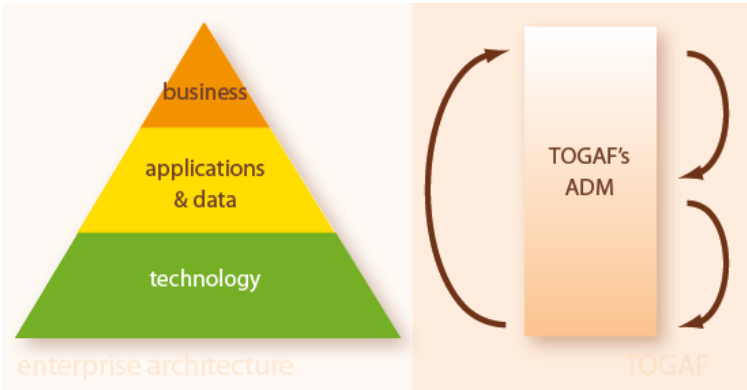 business
applications
& data
technology
enterprise architecture
TOGAF's
ADM
TOGAF